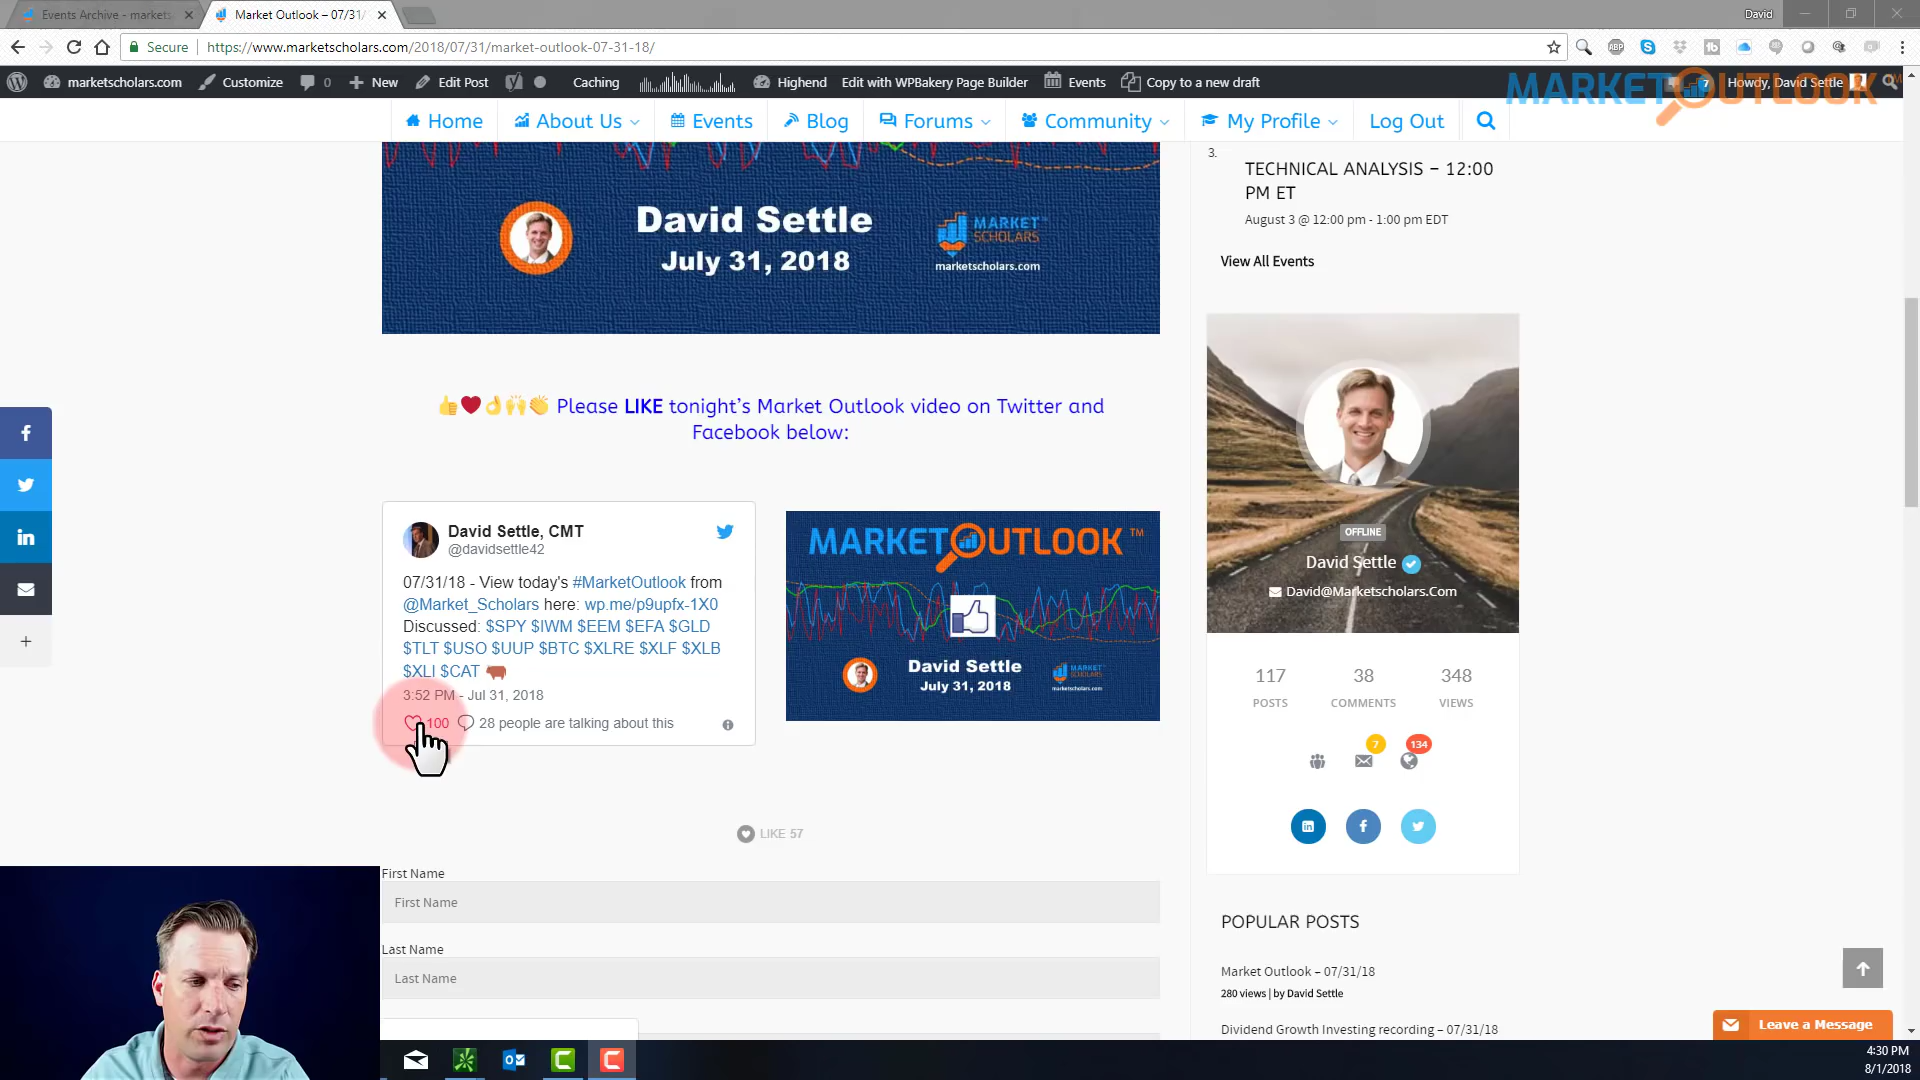 Events Archive - markets
Market Outlook – 07/31/
David
Secure
https://www.marketscholars.com/2018/07/31/market-outlook-07-31-18/
marketscholars.com
Customize
0
New
Edit Post
Caching
Highend
Edit with WPBakery Page Builder
Events
Copy to a new draft
7
Howdy, David Settle
MARKET OUTLOOK™
Home
About Us
Events
Blog
Forums
Community
My Profile
Log Out
David Settle
July 31, 2018
MARKET
SCHOLARS
marketscholars.com
Please LIKE tonight's Market Outlook video on Twitter and
Facebook below:
David Settle, CMT
@davidsettle42
07/31/18 - View today's #MarketOutlook from
@Market_Scholars here: wp.me/p9upfx-1X0
Discussed: $SPY $IWM $EEM $EFA $GLD
$TLT $USO $UUP $BTC $XLRE $XLF $XLB
$XLI $CAT
3:52 PM - Jul 31, 2018
100
28 people are talking about this
MARKET OUTLOOK™
David Settle
July 31, 2018
MARKET
SCHOLARS
marketscholars.com
LIKE 57
First Name
First Name
Last Name
Last Name
3.
TECHNICAL ANALYSIS – 12:00
PM ET
August 3 @ 12:00 pm - 1:00 pm EDT
View All Events
OFFLINE
David Settle
David@Marketscholars.Com
117
POSTS
38
COMMENTS
348
VIEWS
7
134
POPULAR POSTS
Market Outlook – 07/31/18
280 views | by David Settle
Dividend Growth Investing recording – 07/31/18
Leave a Message
4:30 PM
8/1/2018